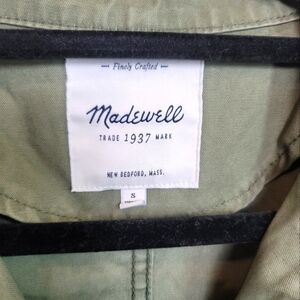 Finely Crafted
Madewell
TRADE 1937 MARK
NEW BEDFORD, MASS.
S